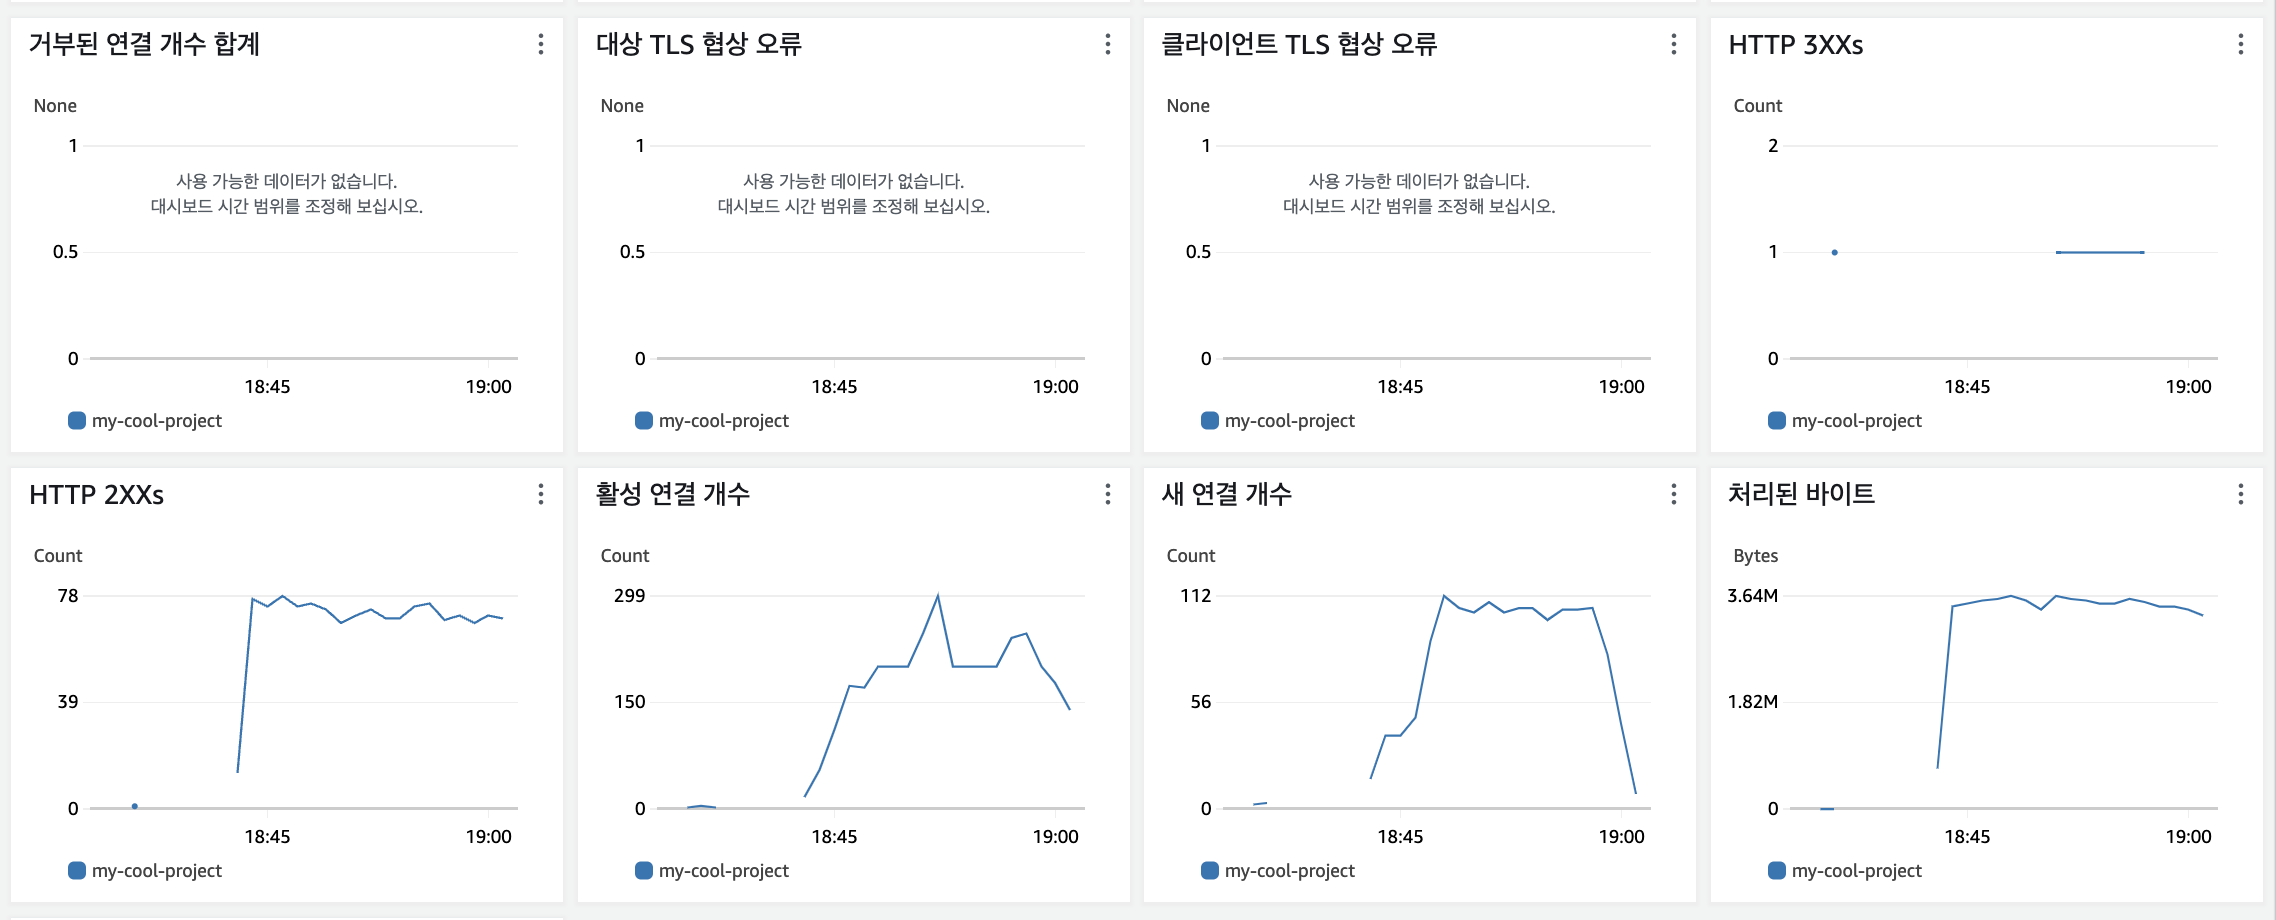 거부된 연결 개수 합계
None
1
사용 가능한 데이터가 없습니다.
대시보드 시간 범위를 조정해 보십시오.
0.5
0
18:45 19:00
my-cool-project
대상 TLS 협상 오류
None
1
사용 가능한 데이터가 없습니다.
대시보드 시간 범위를 조정해 보십시오.
0.5
0
18:45 19:00
my-cool-project
클라이언트 TLS 협상 오류
None
1
사용 가능한 데이터가 없습니다.
대시보드 시간 범위를 조정해 보십시오.
0.5
0
18:45 19:00
my-cool-project
HTTP 3XXs
Count
2
1
0
18:45 19:00
my-cool-project
HTTP 2XXs
Count
78
39
0
18:45 19:00
my-cool-project
활성 연결 개수
Count
299
150
0
18:45 19:00
my-cool-project
새 연결 개수
Count
112
56
0
18:45 19:00
my-cool-project
처리된 바이트
Bytes
3.64M
1.82M
0
18:45 19:00
my-cool-project